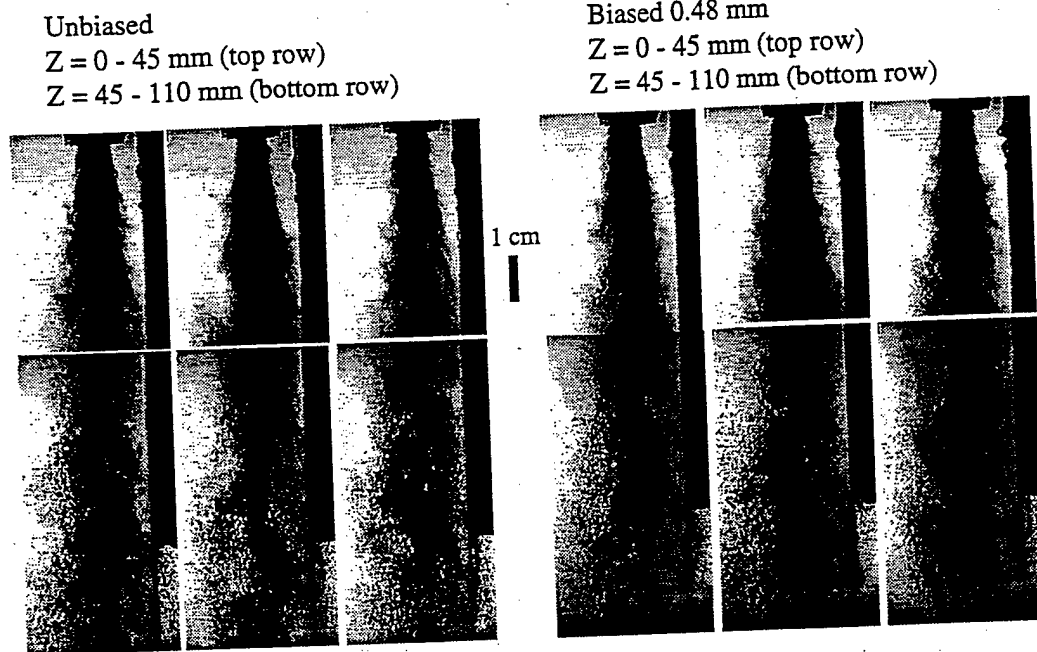 Unbiased
Z = 0 - 45 mm (top row)
Z = 45 - 110 mm (bottom row)
Biased 0.48 mm
Z = 0 - 45 mm (top row)
Z = 45 - 110 mm (bottom row)
1 cm